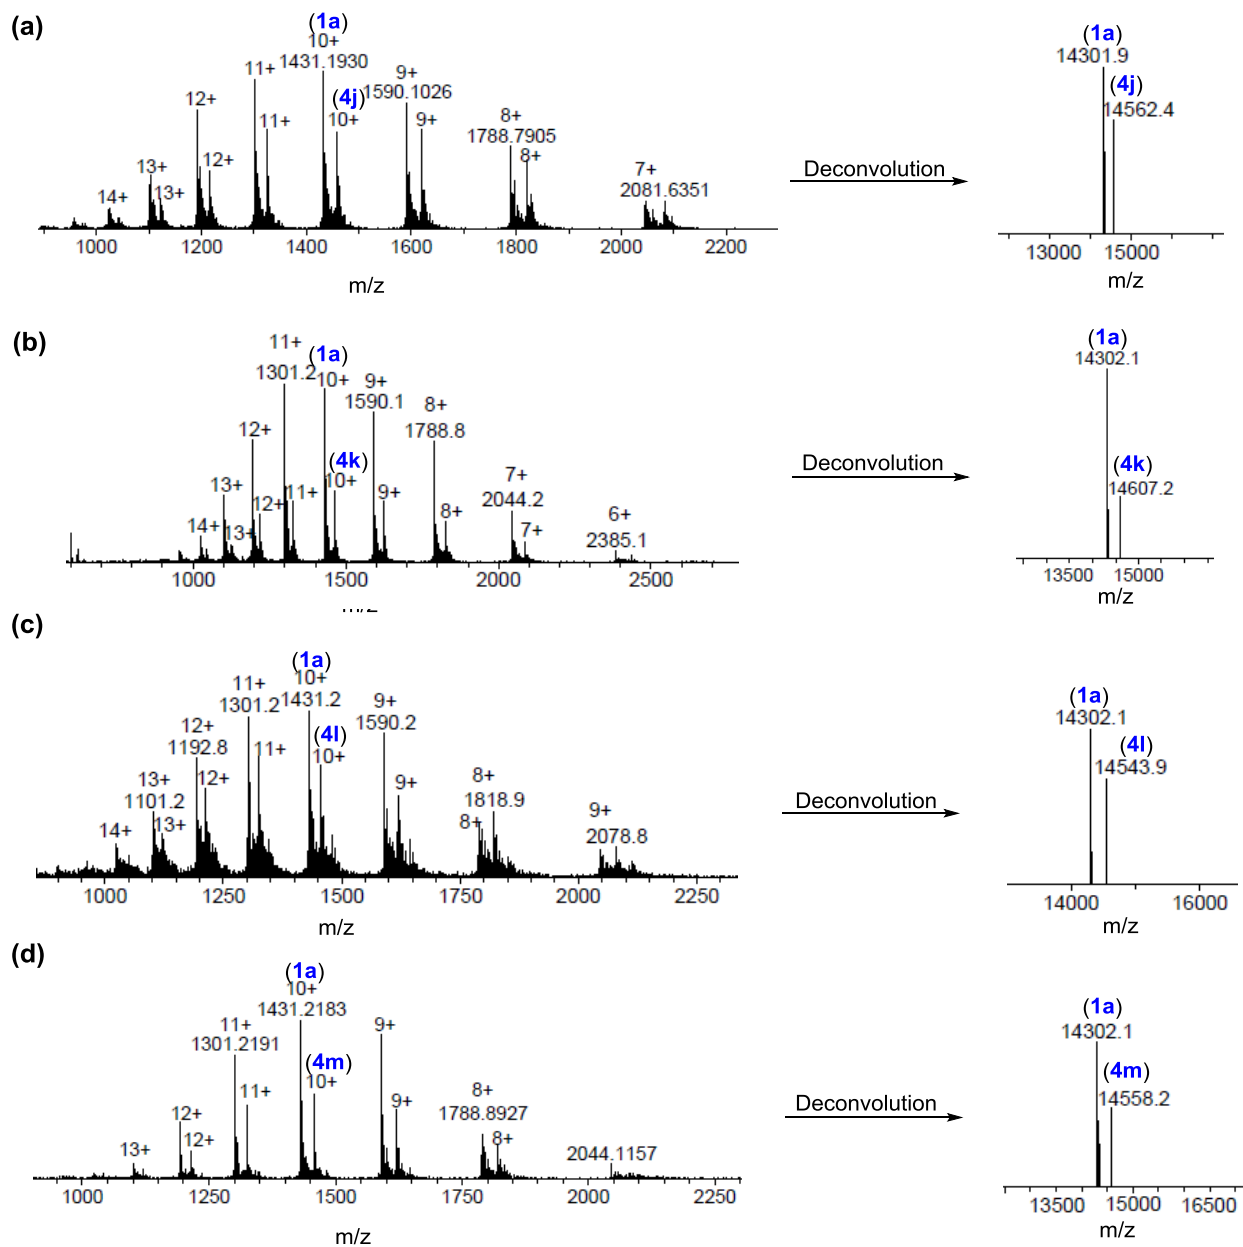 (a)
(1a)
10+
1431.1930
11+
(4j)
10+
9+
1590.1026
12+
11+
9+
8+
1788.7905
8+
13+
12+
14+
13+
7+
2081.6351
1000 1200 1400 1600 1800 2000 2200
m/z
Deconvolution
(1a)
14301.9
(4j)
14562.4
13000 15000
m/z
(b)
11+
1301.2
(1a)
10+
9+
1590.1
8+
1788.8
12+
(4k)
10+
13+
12+
11+
9+
8+
14+
13+
7+
2044.2
7+
6+
2385.1
1000 1500 2000 2500
Deconvolution
(1a)
14302.1
(4k)
14607.2
13500 15000
m/z
(c)
(1a)
10+
1431.2
11+
1301.2
9+
1590.2
12+
1192.8
(4l)
10+
11+
13+
1101.2
12+
9+
8+
1818.9
8+
14+
13+
9+
2078.8
1000 1250 1500 1750 2000 2250
m/z
Deconvolution
(1a)
14302.1
(4l)
14543.9
14000 16000
m/z
(d)
(1a)
10+
1431.2183
11+
1301.2191
9+
(4m)
10+
11+
9+
8+
1788.8927
8+
12+
12+
13+
2044.1157
1000 1250 1500 1750 2000 2250
m/z
Deconvolution
(1a)
14302.1
(4m)
14558.2
13500 15000 16500
m/z